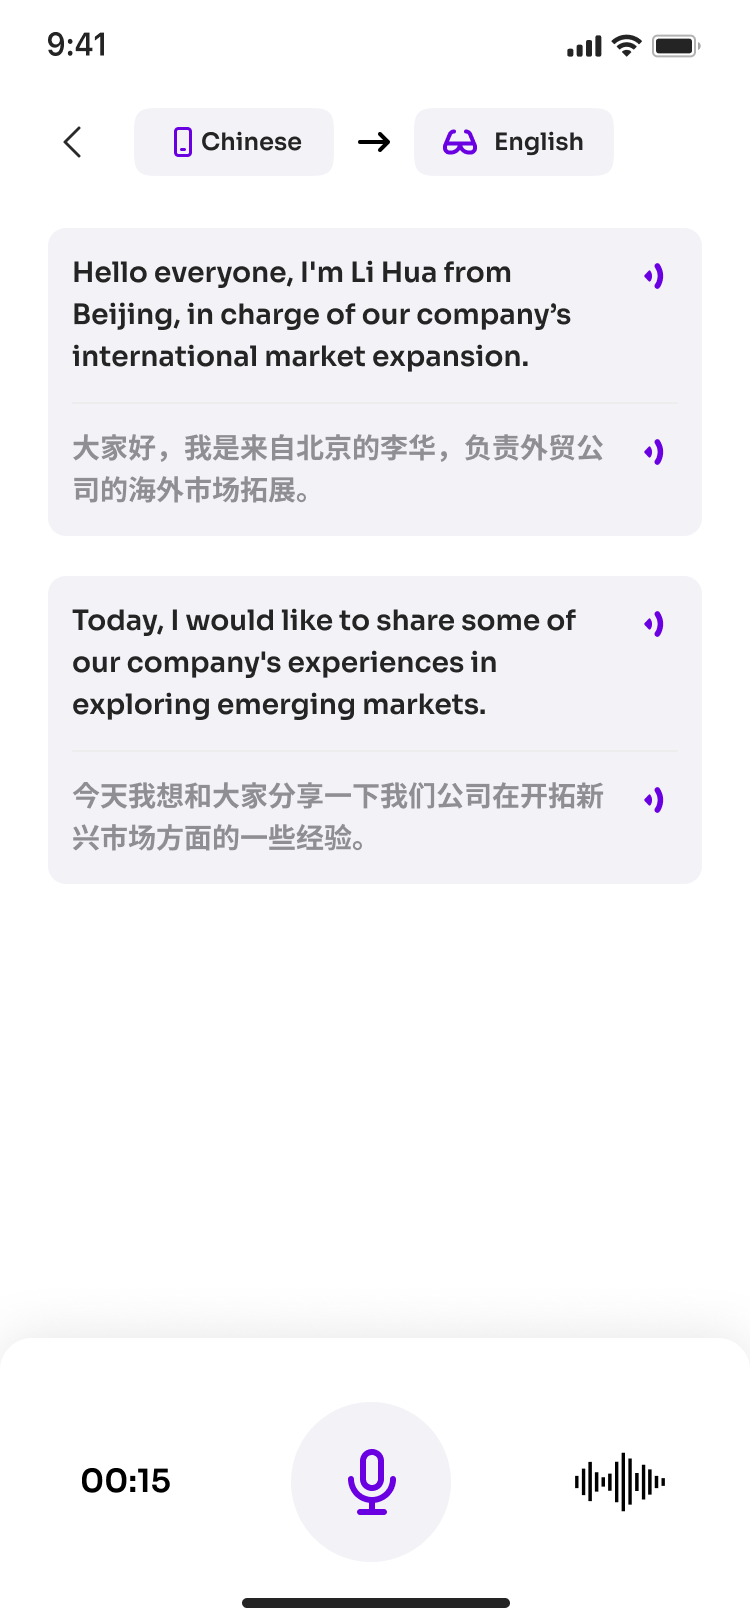 9:41
Chinese
English
Hello everyone, I'm Li Hua from
Beijing, in charge of our company’s
international market expansion.
大家好，我是来自北京的李华，负责外贸公
司的海外市场拓展。
Today, I would like to share some of
our company's experiences in
exploring emerging markets.
今天我想和大家分享一下我们公司在开拓新
兴市场方面的一些经验。
00:15